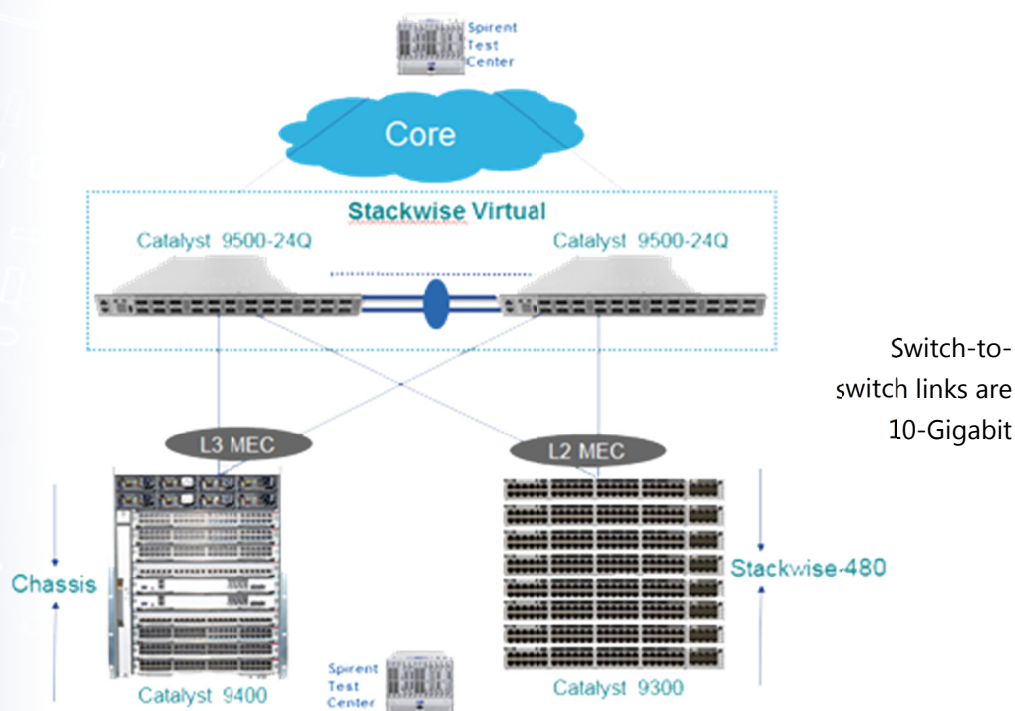 Spirent
Test
Center
Core
Stackwise Virtual
Catalyst 9500-24Q
Catalyst 9500-24Q
Switch-to-
switch links are
10-Gigabit
L3 MEC
L2 MEC
Chassis
Stackwise-480
Catalyst 9400
Spirent
Test
Center
Catalyst 9300